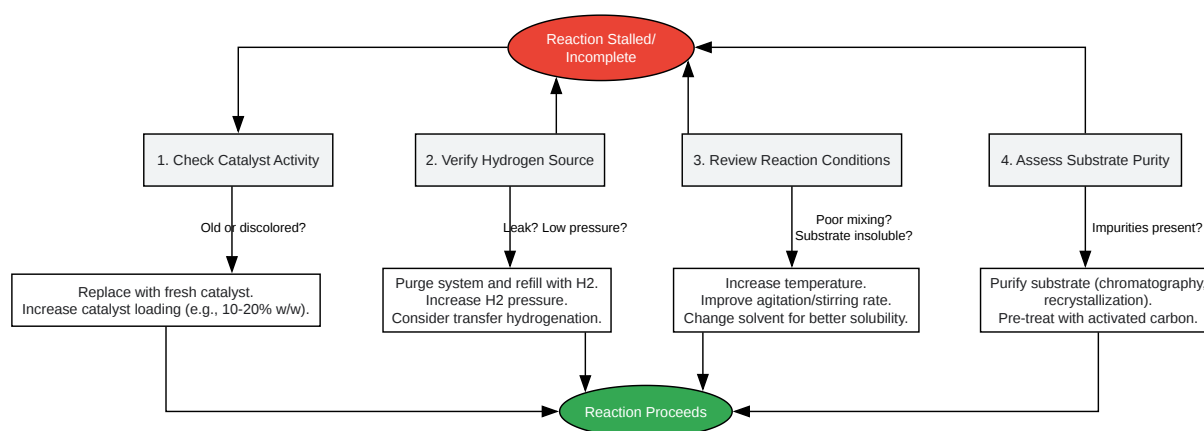 Reaction Stalled/
Incomplete
1. Check Catalyst Activity
2. Verify Hydrogen Source
3. Review Reaction Conditions
4. Assess Substrate Purity
Old or discolored?
Leak? Low pressure?
Poor mixing?
Substrate insoluble?
Impurities present?
Replace with fresh catalyst.
Increase catalyst loading (e.g., 10-20% w/w).
Purge system and refill with H2.
Increase H2 pressure.
Consider transfer hydrogenation.
Increase temperature.
Improve agitation/stirring rate.
Change solvent for better solubility.
Purify substrate (chromatography,
recrystallization).
Pre-treat with activated carbon.
Reaction Proceeds